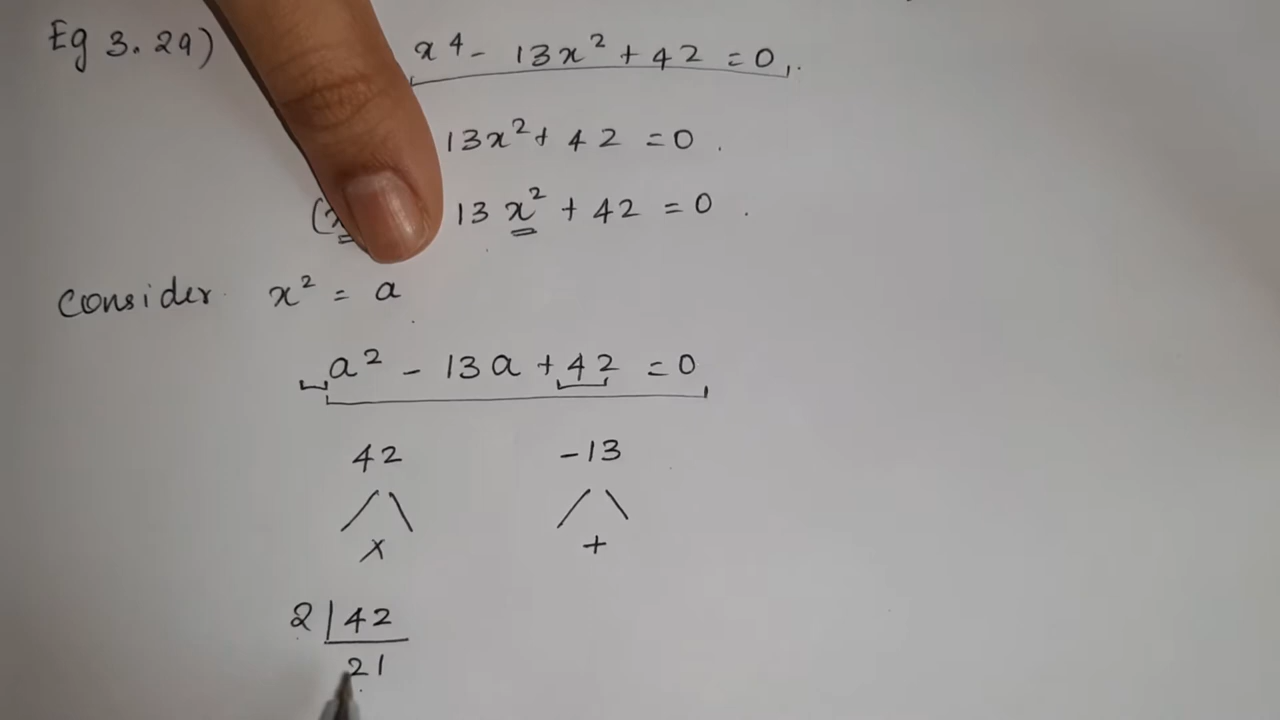 Eg 3.29) x⁴ - 13x² + 42 = 0,.
13x² + 42 = 0 .
(x 13 x² + 42 = 0 .
Consider x² = a
a² - 13a + 42 = 0
42 -13
× +
2 | 42
21